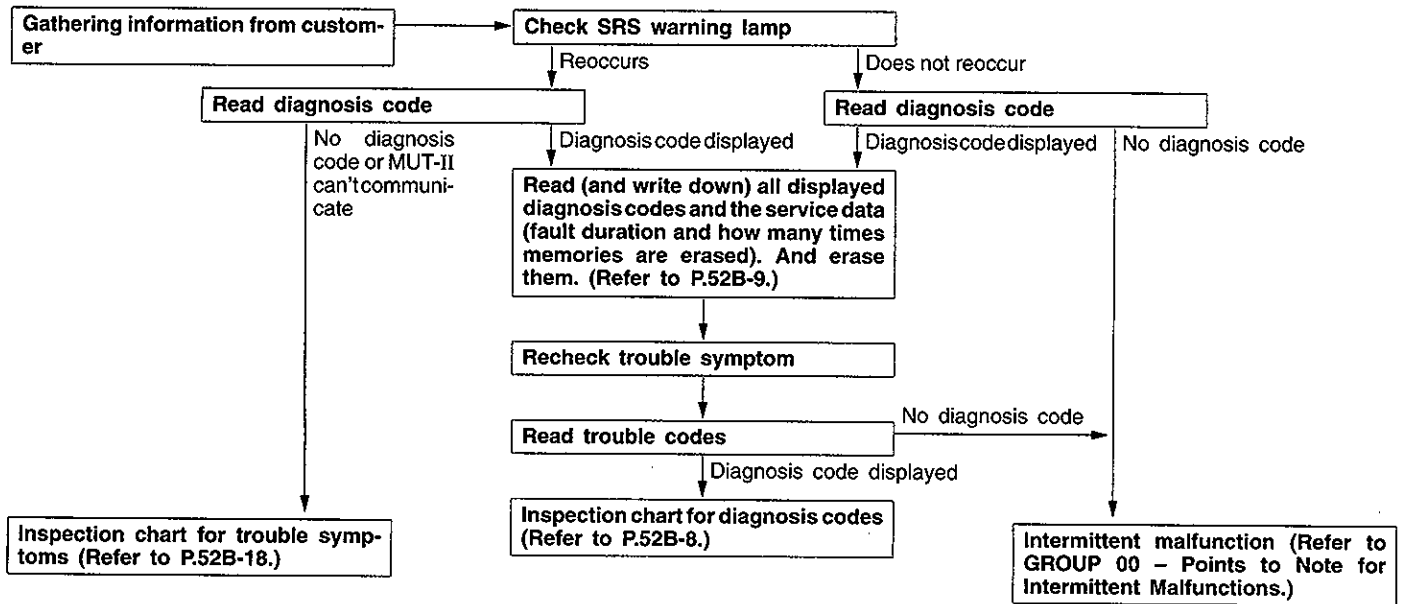 Gathering information from custom-
er
Check SRS warning lamp
Reoccurs
Does not reoccur
Read diagnosis code
Read diagnosis code
No diagnosis
code or MUT-II
can't communi-
cate
Diagnosis code displayed
Diagnosis code displayed
No diagnosis code
Read (and write down) all displayed
diagnosis codes and the service data
(fault duration and how many times
memories are erased). And erase
them. (Refer to P.52B-9.)
Recheck trouble symptom
Read trouble codes
No diagnosis code
Diagnosis code displayed
Inspection chart for trouble symp-
toms (Refer to P.52B-18.)
Inspection chart for diagnosis codes
(Refer to P.52B-8.)
Intermittent malfunction (Refer to
GROUP 00 – Points to Note for
Intermittent Malfunctions.)